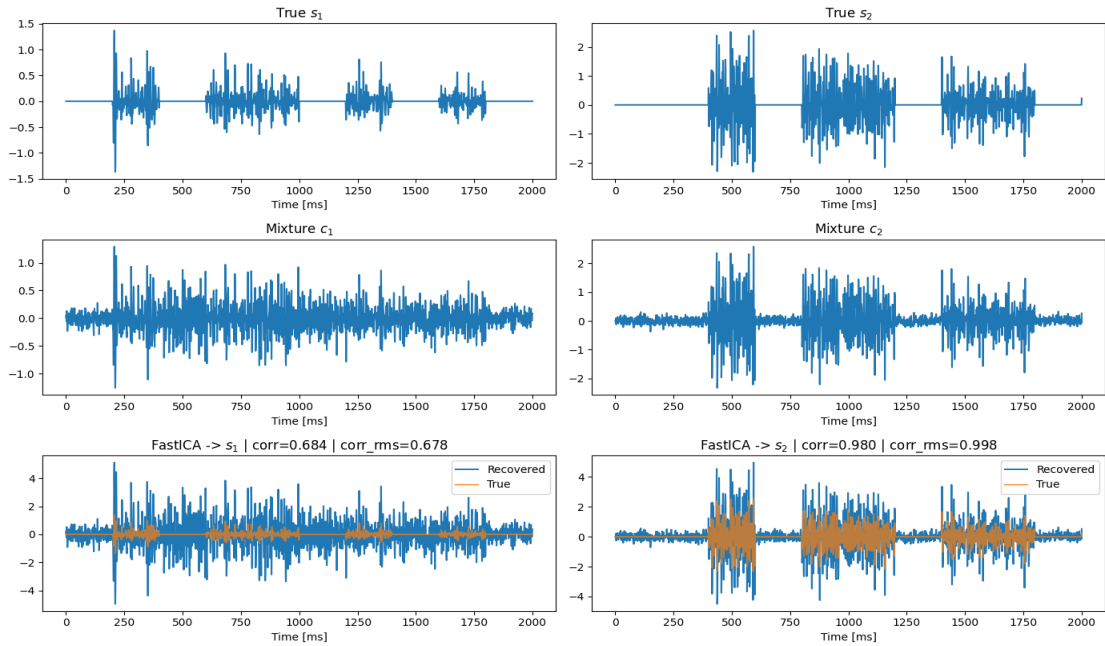 True s₁
1.5
1.0
0.5
0.0
−0.5
−1.0
−1.5
0 250 500 750 1000 1250 1500 1750 2000
Time [ms]
True s₂
2
1
0
−1
−2
0 250 500 750 1000 1250 1500 1750 2000
Time [ms]
Mixture c₁
1.0
0.5
0.0
−0.5
−1.0
0 250 500 750 1000 1250 1500 1750 2000
Time [ms]
Mixture c₂
2
1
0
−1
−2
0 250 500 750 1000 1250 1500 1750 2000
Time [ms]
FastICA -> s₁ | corr=0.684 | corr_rms=0.678
Recovered
True
4
2
0
−2
−4
0 250 500 750 1000 1250 1500 1750 2000
Time [ms]
FastICA -> s₂ | corr=0.980 | corr_rms=0.998
Recovered
True
4
2
0
−2
−4
0 250 500 750 1000 1250 1500 1750 2000
Time [ms]